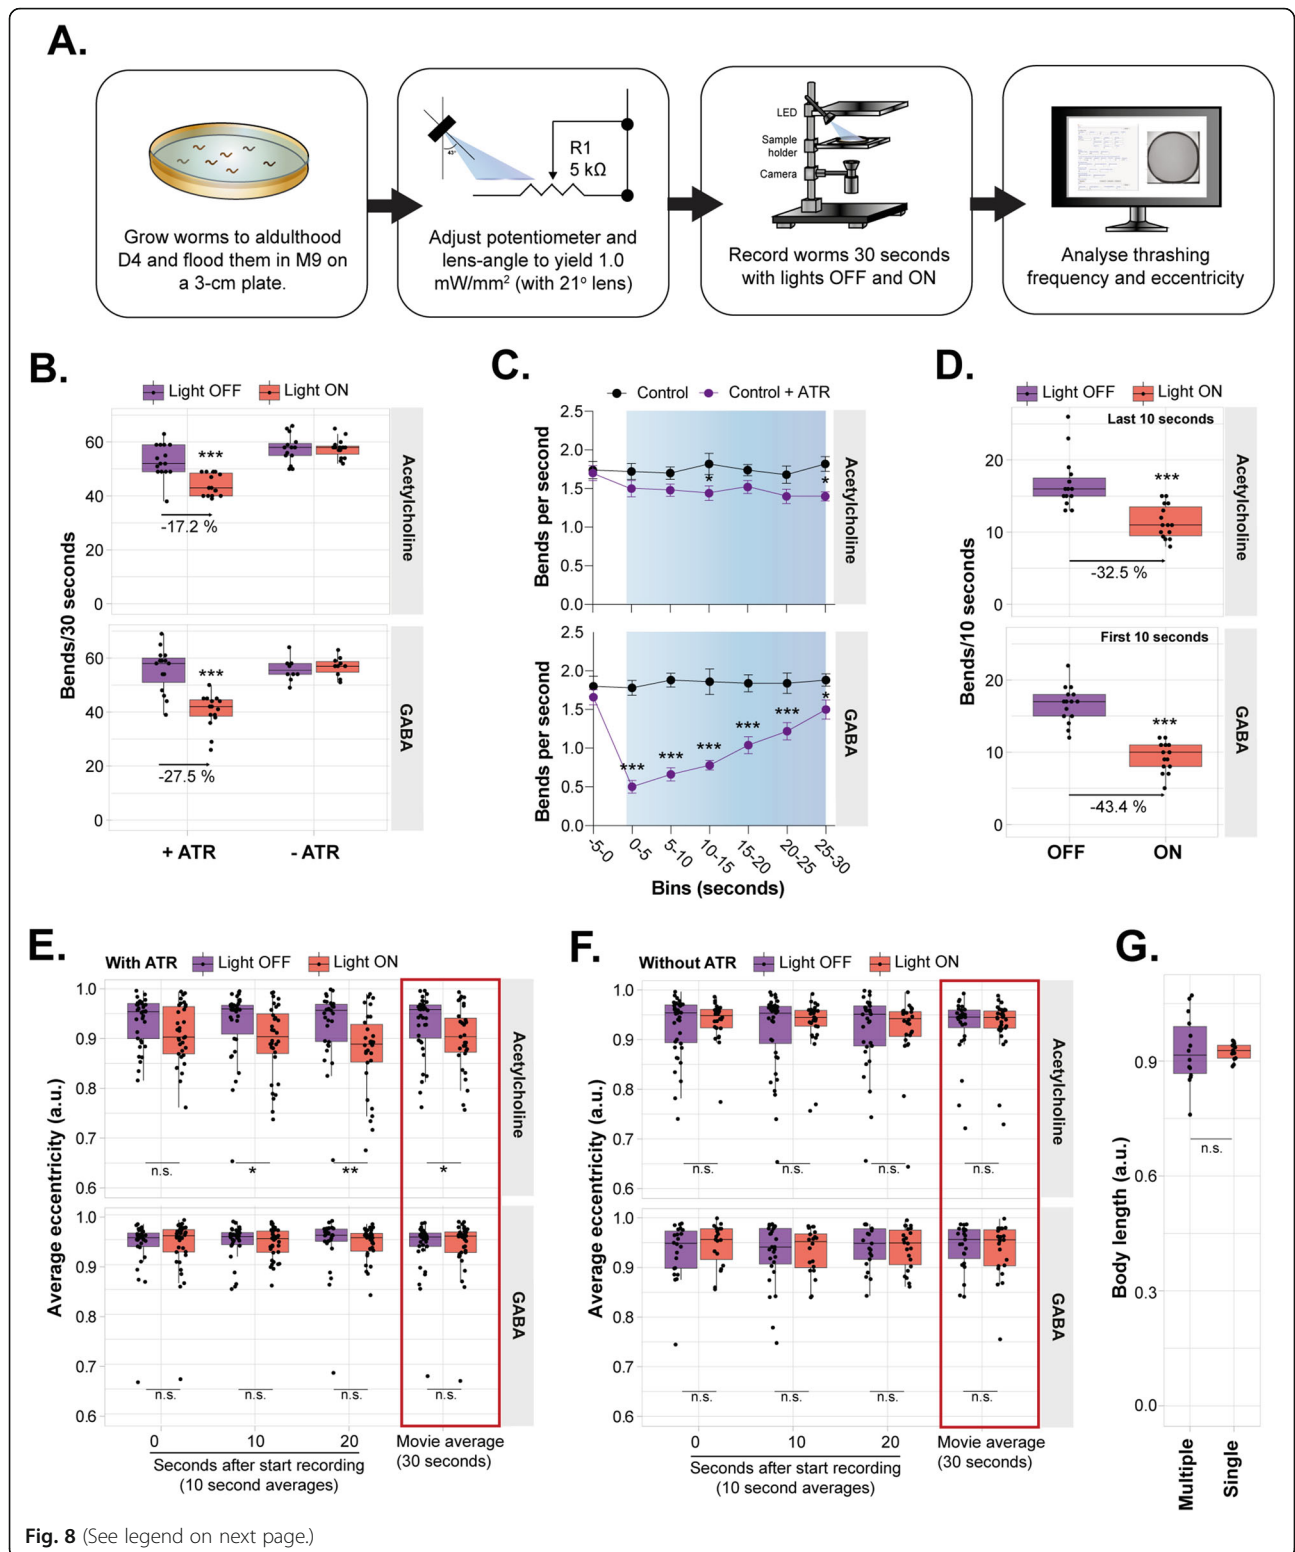 A.
43°
R1
5 kΩ
LED
Sample
holder
Camera
Grow worms to aldulthood
D4 and flood them in M9 on
a 3-cm plate.
Adjust potentiometer and
lens-angle to yield 1.0
mW/mm² (with 21° lens)
Record worms 30 seconds
with lights OFF and ON
Analyse thrashing
frequency and eccentricity
B.
Light OFF Light ON
Bends/30 seconds
60
40
20
0
***
-17.2 %
Acetylcholine
60
40
20
0
***
-27.5 %
GABA
+ ATR - ATR
C.
Control Control + ATR
Bends per second
2.5
2.0
1.5
1.0
0.5
0.0
* *
Acetylcholine
Bends per second
2.5
2.0
1.5
1.0
0.5
0.0
*** *** *** *** *** *
GABA
-5-0 0-5 5-10 10-15 15-20 20-25 25-30
Bins (seconds)
D.
Light OFF Light ON
Bends/10 seconds
Last 10 seconds
20
10
0
***
-32.5 %
Acetylcholine
First 10 seconds
20
10
0
***
-43.4 %
GABA
OFF ON
E.
With ATR Light OFF Light ON
Average eccentricity (a.u.)
1.0
0.9
0.8
0.7
0.6
n.s. * ** *
Acetylcholine
1.0
0.9
0.8
0.7
0.6
n.s. n.s. n.s. n.s.
GABA
0 10 20
Seconds after start recording
(10 second averages)
Movie average
(30 seconds)
F.
Without ATR Light OFF Light ON
Average eccentricity (a.u.)
1.0
0.9
0.8
0.7
0.6
n.s. n.s. n.s. n.s.
Acetylcholine
1.0
0.9
0.8
0.7
0.6
n.s. n.s. n.s. n.s.
GABA
0 10 20
Seconds after start recording
(10 second averages)
Movie average
(30 seconds)
G.
Body length (a.u.)
0.9
0.6
0.3
0.0
n.s.
Multiple Single
Fig. 8 (See legend on next page.)